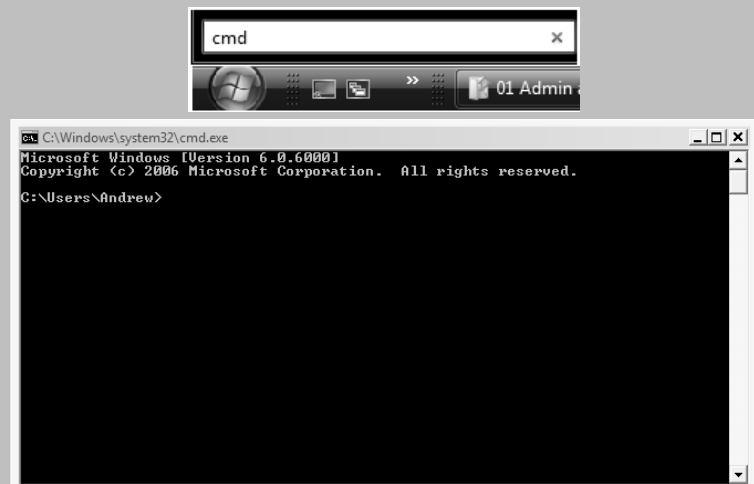 cmd
01 Admin
C:\Windows\system32\cmd.exe
Microsoft Windows [Version 6.0.6000]
Copyright (c) 2006 Microsoft Corporation.  All rights reserved.
C:\Users\Andrew>